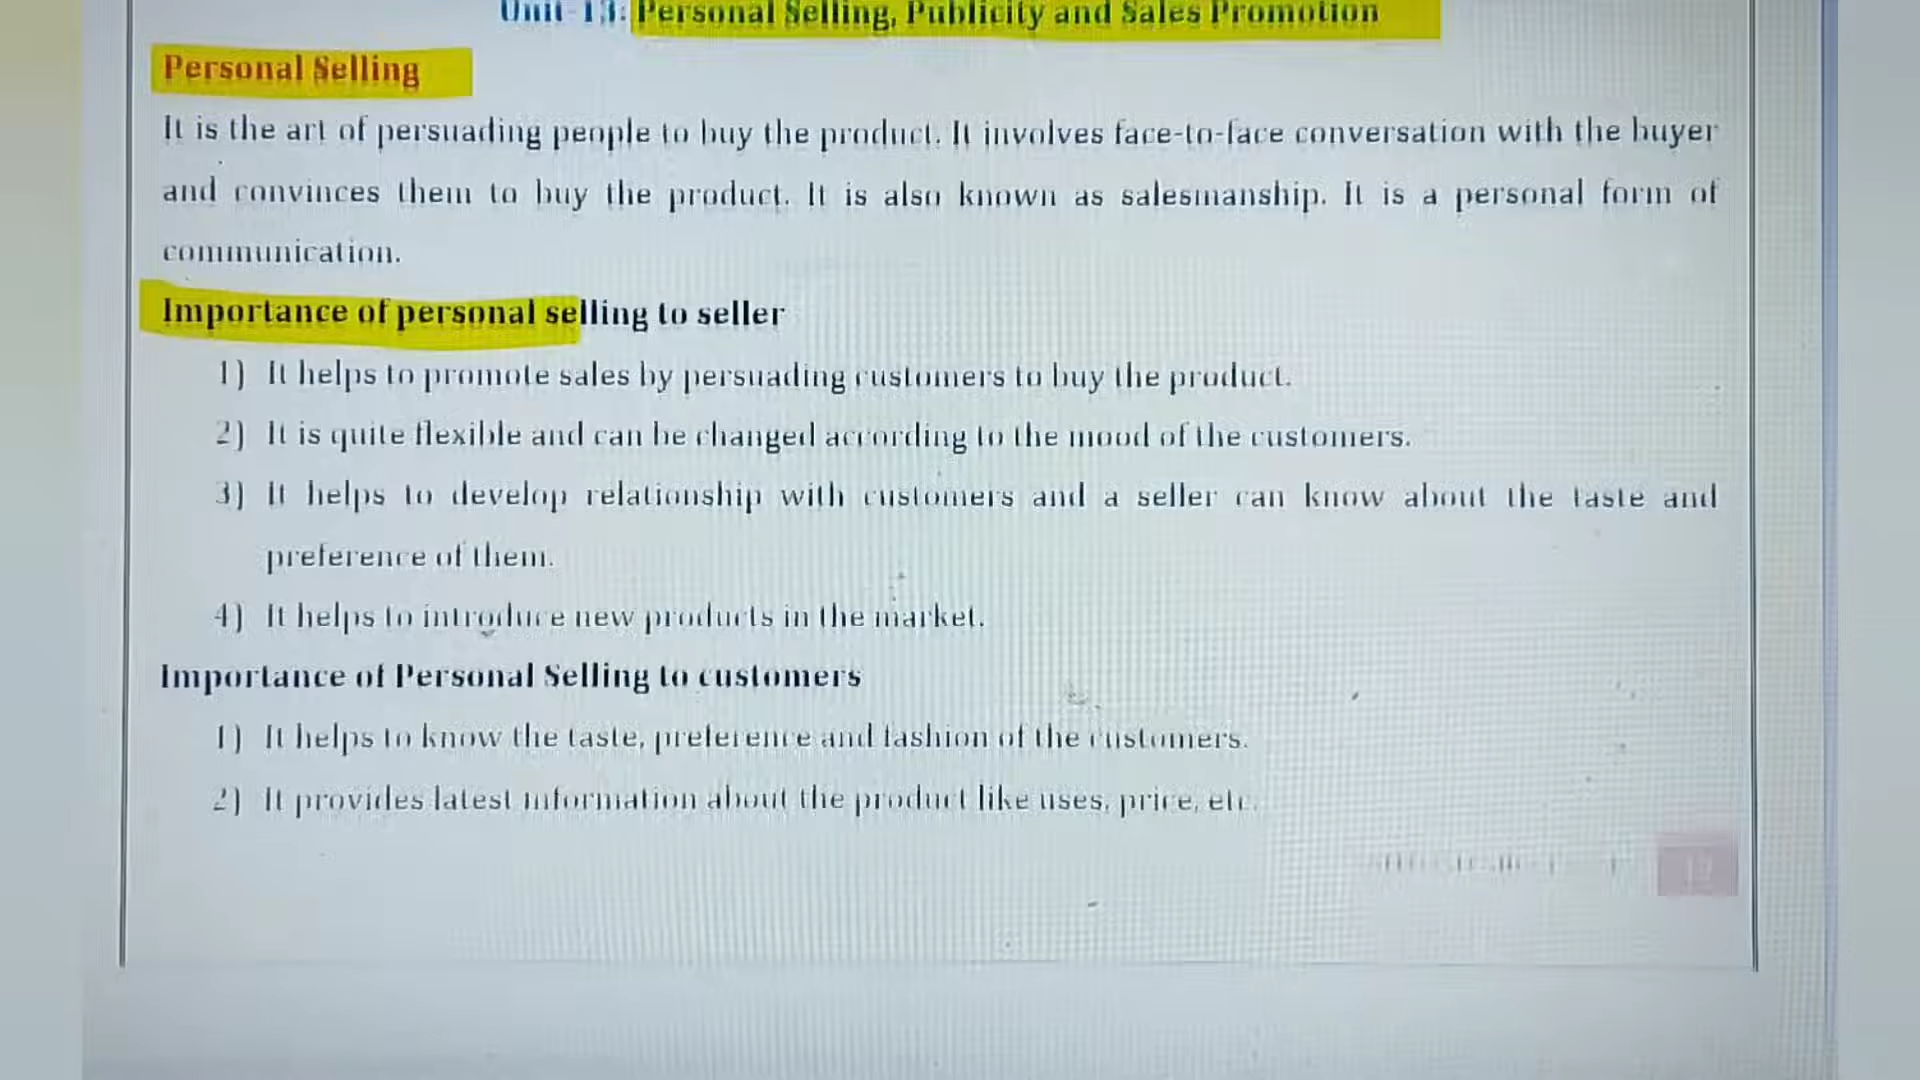 Unit-13: Personal Selling, Publicity and Sales Promotion
Personal Selling
It is the art of persuading people to buy the product. It involves face-to-face conversation with the buyer
and convinces them to buy the product. It is also known as salesmanship. It is a personal form of
communication.
Importance of personal selling to seller
1) It helps to promote sales by persuading customers to buy the product.
2) It is quite flexible and can be changed according to the mood of the customers.
3) It helps to develop relationship with customers and a seller can know about the taste and
preference of them.
4) It helps to introduce new products in the market.
Importance of Personal Selling to customers
1) It helps to know the taste, preference and fashion of the customers.
2) It provides latest information about the product like uses, price, etc.